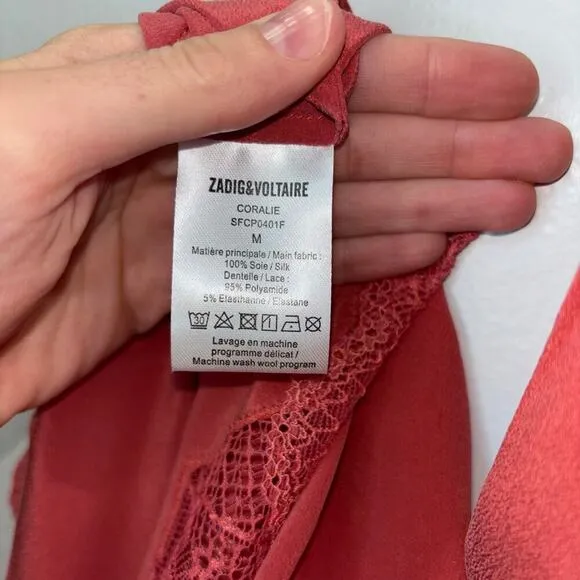 ZADIG&VOLTAIRE
CORALIE
SFCP0401F
M
Matière principale / Main fabric :
100% Soie / Silk
Dentelle / Lace :
95% Polyamide
5% Elasthanne / Elastane
30
Lavage en machine
programme délicat /
Machine wash wool program